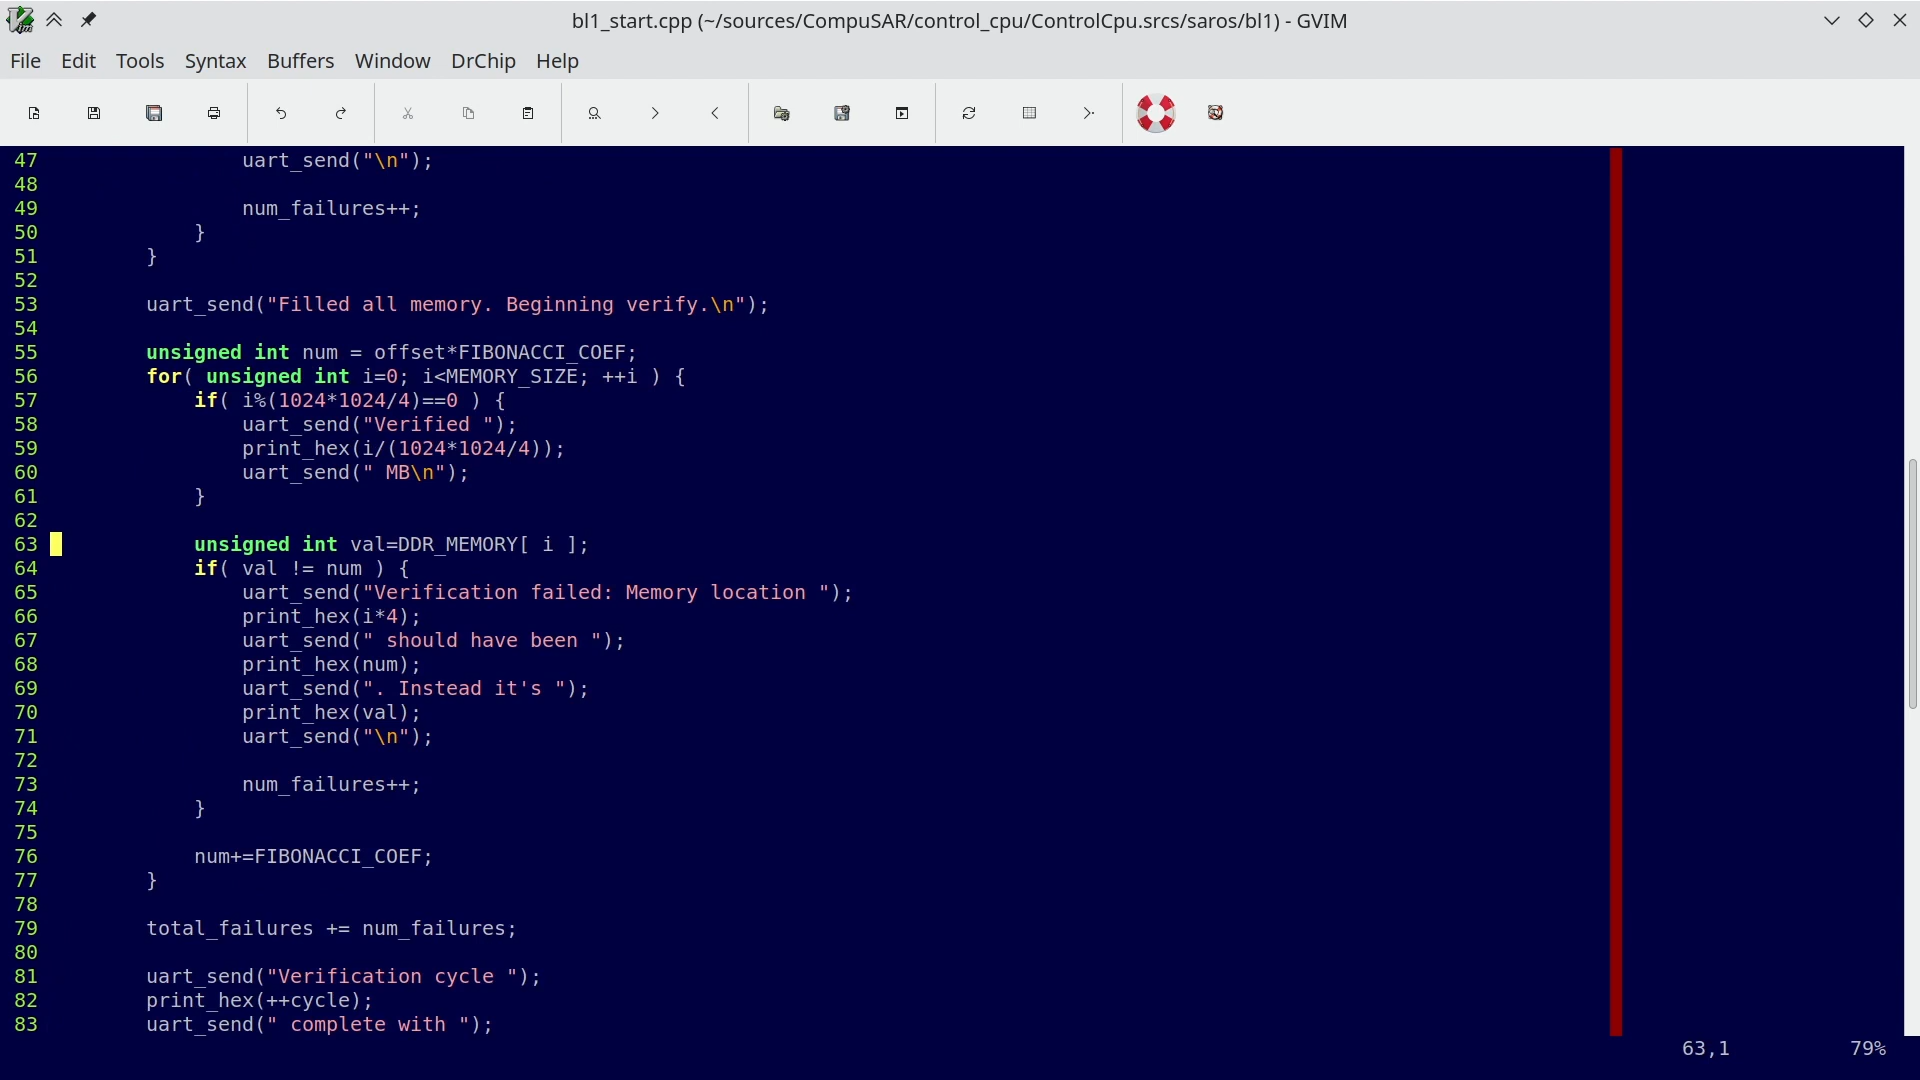 bl1_start.cpp (~/sources/CompuSAR/control_cpu/ControlCpu.srcs/saros/bl1) - GVIM
File Edit Tools Syntax Buffers Window DrChip Help
47 uart_send("\n");
48
49 num_failures++;
50 }
51 }
52
53 uart_send("Filled all memory. Beginning verify.\n");
54
55 unsigned int num = offset*FIBONACCI_COEF;
56 for( unsigned int i=0; i<MEMORY_SIZE; ++i ) {
57 if( i%(1024*1024/4)==0 ) {
58 uart_send("Verified ");
59 print_hex(i/(1024*1024/4));
60 uart_send(" MB\n");
61 }
62
63 unsigned int val=DDR_MEMORY[ i ];
64 if( val != num ) {
65 uart_send("Verification failed: Memory location ");
66 print_hex(i*4);
67 uart_send(" should have been ");
68 print_hex(num);
69 uart_send(". Instead it's ");
70 print_hex(val);
71 uart_send("\n");
72
73 num_failures++;
74 }
75
76 num+=FIBONACCI_COEF;
77 }
78
79 total_failures += num_failures;
80
81 uart_send("Verification cycle ");
82 print_hex(++cycle);
83 uart_send(" complete with ");
63,1 79%